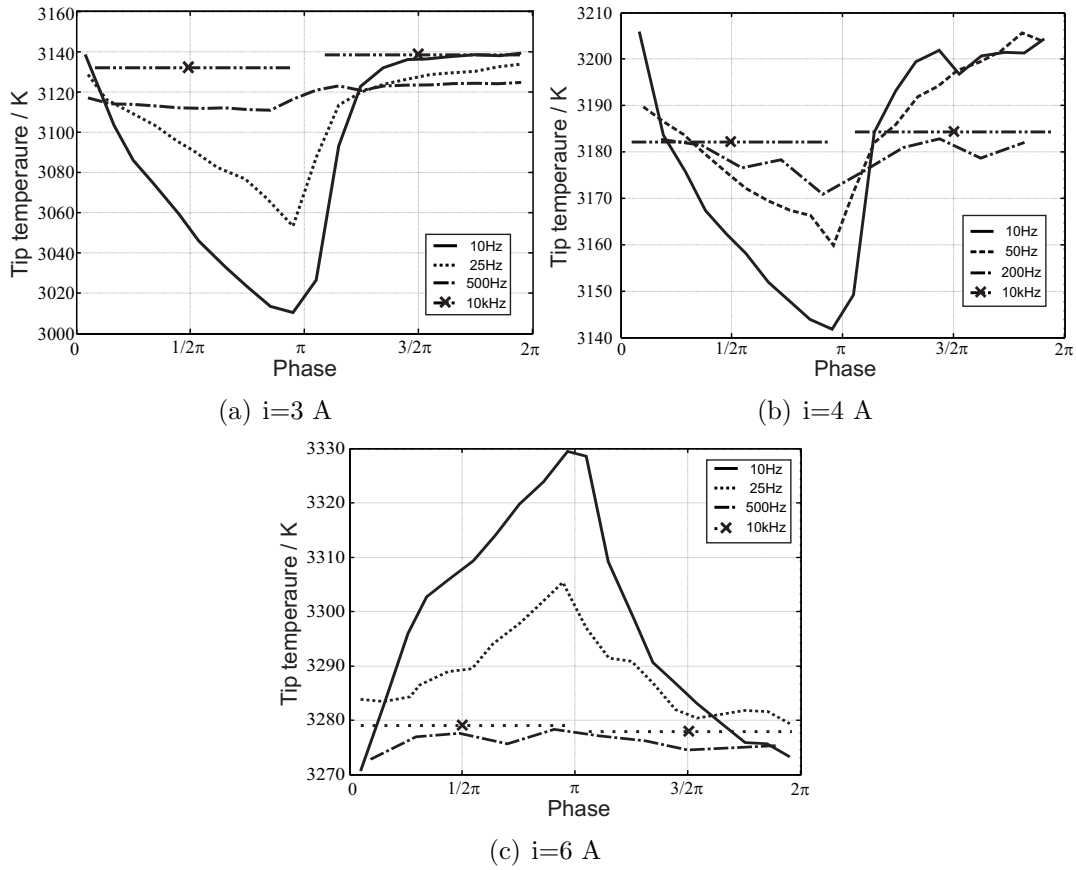 3160
3140
3120
3100
3080
3060
3040
3020
3000
Tip temperaure / K
0
1/2π
π
3/2π
2π
Phase
10Hz
25Hz
500Hz
10kHz
(a) i=3 A
3210
3200
3190
3180
3170
3160
3150
3140
Tip temperaure / K
0
1/2π
π
3/2π
2π
Phase
10Hz
50Hz
200Hz
10kHz
(b) i=4 A
3330
3320
3310
3300
3290
3280
3270
Tip temperaure / K
0
1/2π
π
3/2π
2π
Phase
10Hz
25Hz
500Hz
10kHz
(c) i=6 A